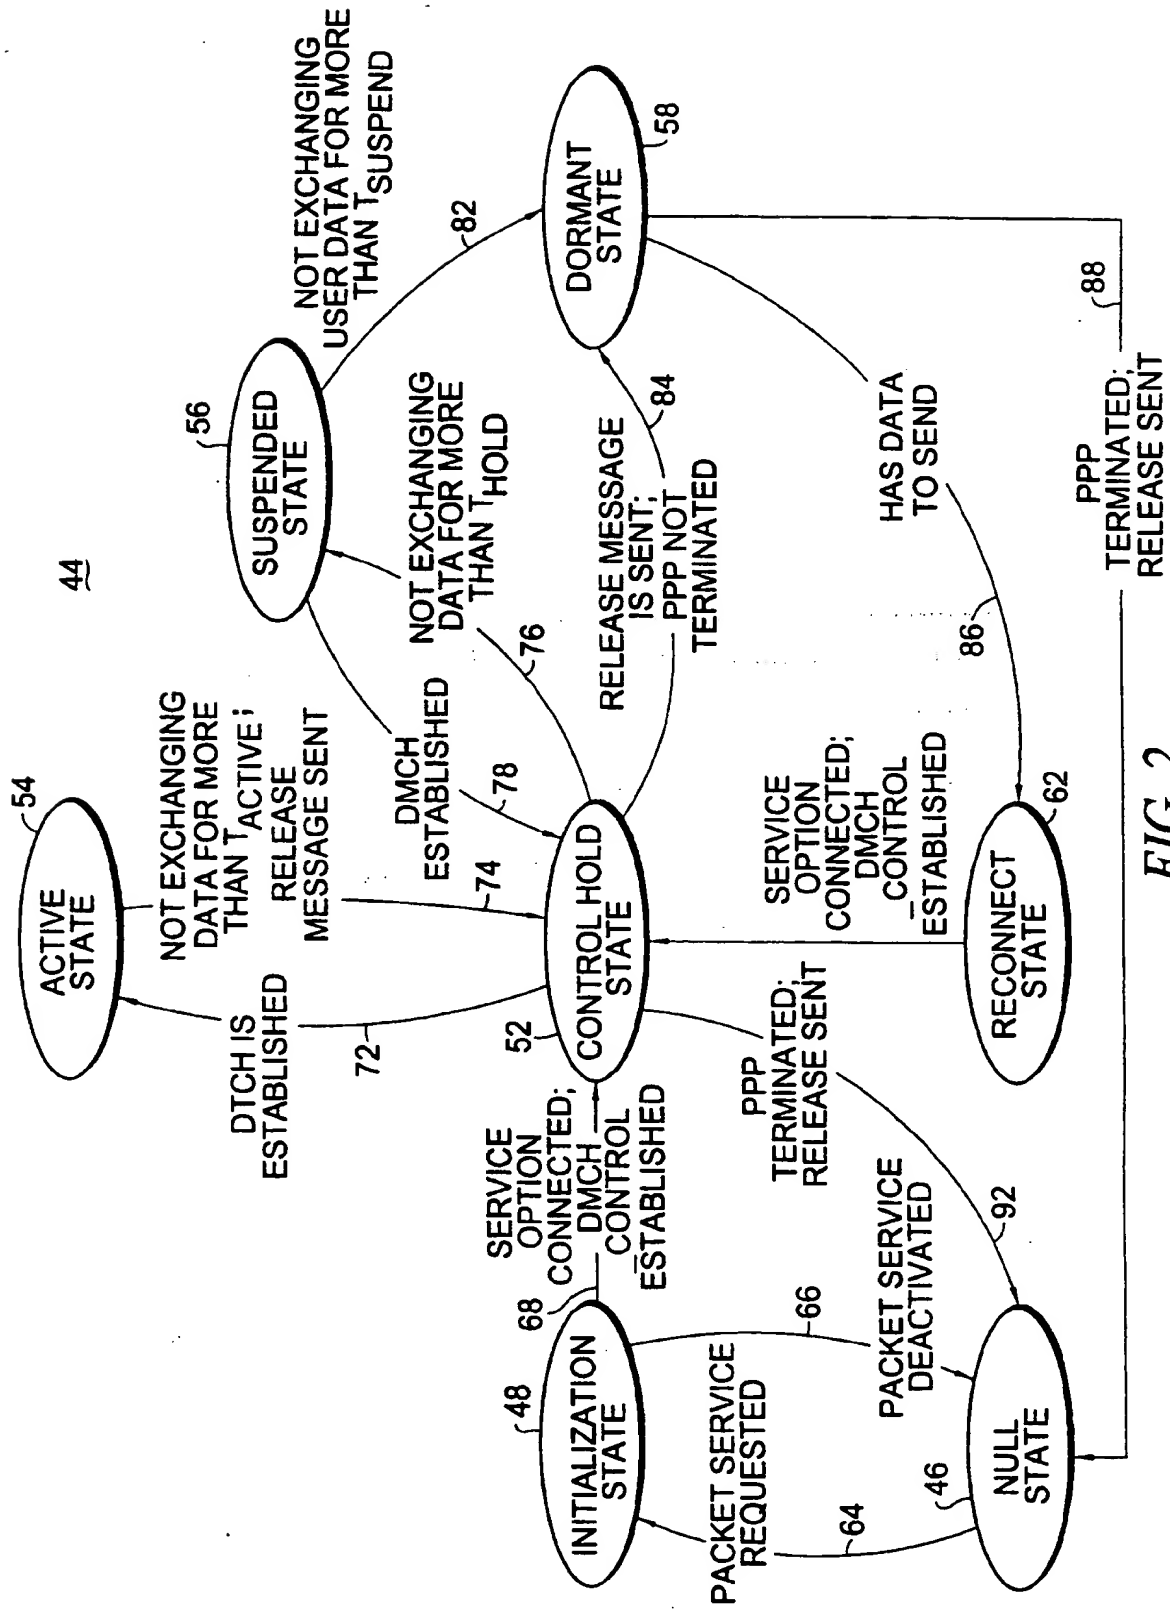 44
ACTIVE
STATE
54
DTCH IS
ESTABLISHED
72
NOT EXCHANGING
DATA FOR MORE
THAN TACTIVE;
RELEASE
MESSAGE SENT
74
SUSPENDED
STATE
56
NOT EXCHANGING
USER DATA FOR MORE
THAN TSUSPEND
82
DMCH
ESTABLISHED
78
NOT EXCHANGING
DATA FOR MORE
THAN THOLD
76
INITIALIZATION
STATE
48
SERVICE
OPTION
CONNECTED;
DMCH
CONTROL
ESTABLISHED
68
CONTROL HOLD
STATE
52
RELEASE MESSAGE
IS SENT;
PPP NOT
TERMINATED
84
DORMANT
STATE
58
PACKET SERVICE
REQUESTED
64
66
PACKET SERVICE
DEACTIVATED
PPP
TERMINATED;
RELEASE SENT
92
SERVICE
OPTION
CONNECTED;
DMCH
CONTROL
ESTABLISHED
HAS DATA
TO SEND
86
NULL
STATE
46
RECONNECT
STATE
62
PPP
TERMINATED;
RELEASE SENT
88
FIG. 2